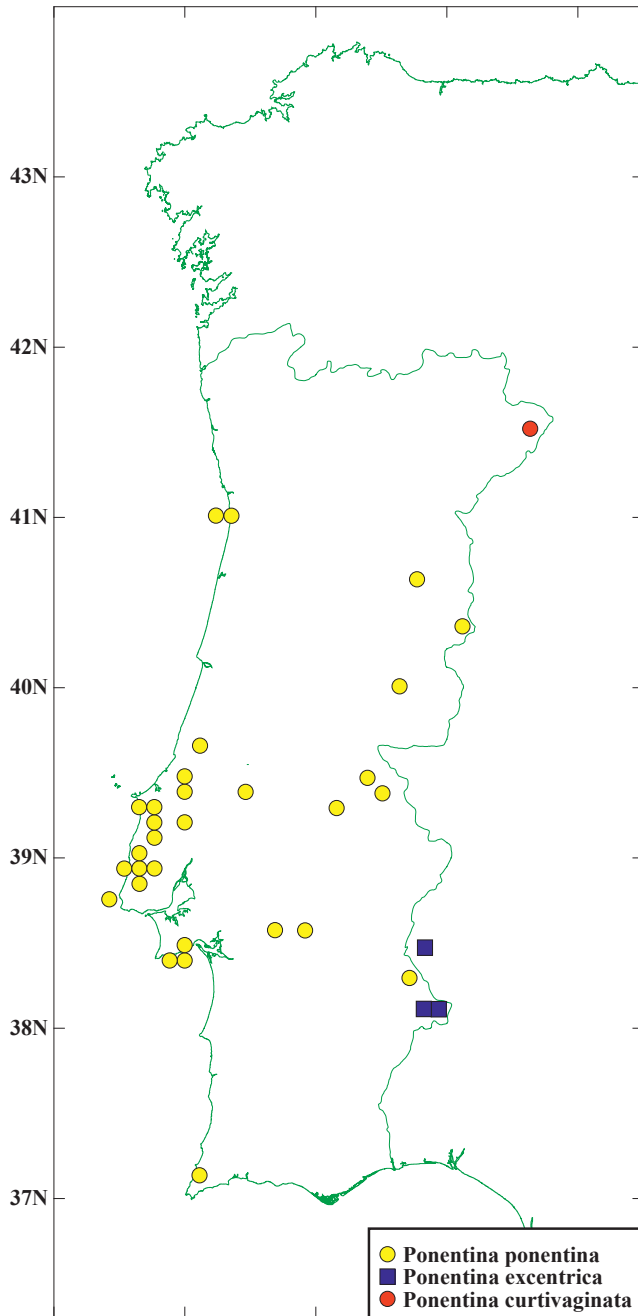 43N
42N
41N
40N
39N
38N
37N
Ponentina ponentina
Ponentina excentrica
Ponentina curtivaginata